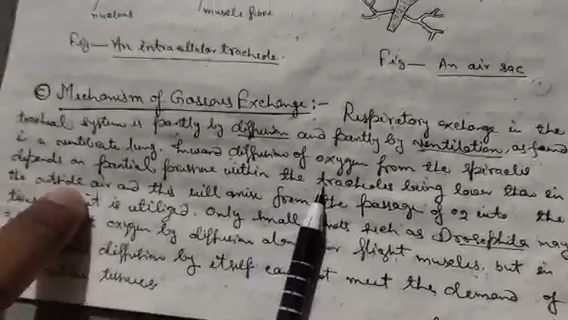 nucleus
muscle fibre
Fig— An intracellular tracheole.
Fig— An air sac
Mechanism of Gaseous Exchange:— Respiratory exchange in the
tracheal system is partly by diffusion and partly by ventilation, as found
in a ventilate lung. Inward diffusion of oxygen from the spiracles
depends on partial pressure within the tracheoles being lower than in
the outside air and this will arise from the passage of O2 into the
it is utilized. Only small such as Drosophila may
oxygen by diffusion flight muscles, but in
diffusion by itself can meet the demand of
tissues,